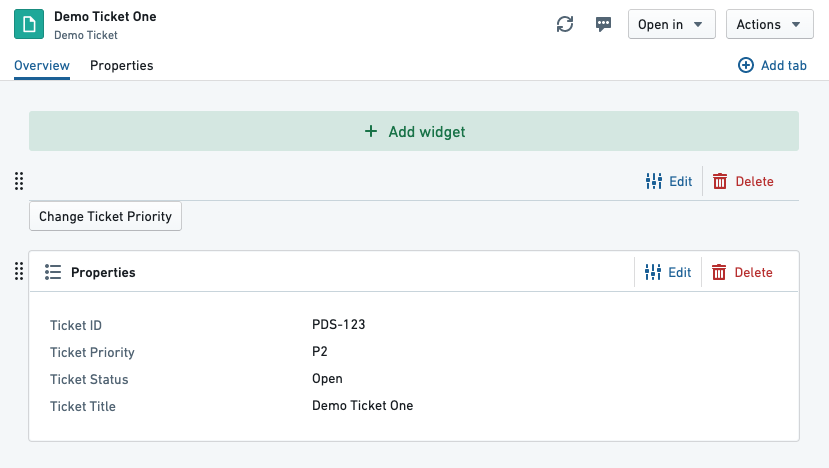 Demo Ticket One
Demo Ticket
Open in
Actions
Overview Properties
Add tab
Add widget
Edit Delete
Change Ticket Priority
Properties
Edit Delete
Ticket ID PDS-123
Ticket Priority P2
Ticket Status Open
Ticket Title Demo Ticket One